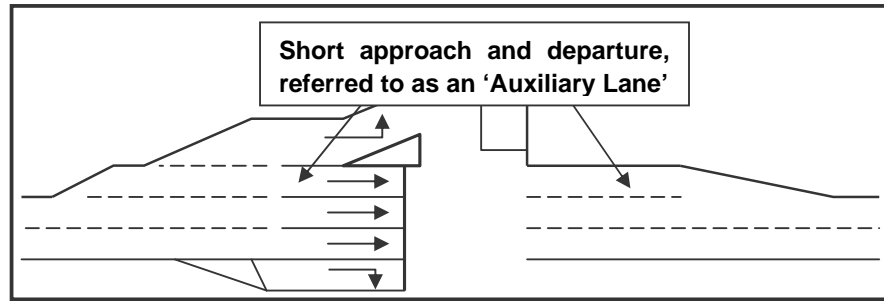 Short approach and departure,
referred to as an ‘Auxiliary Lane’